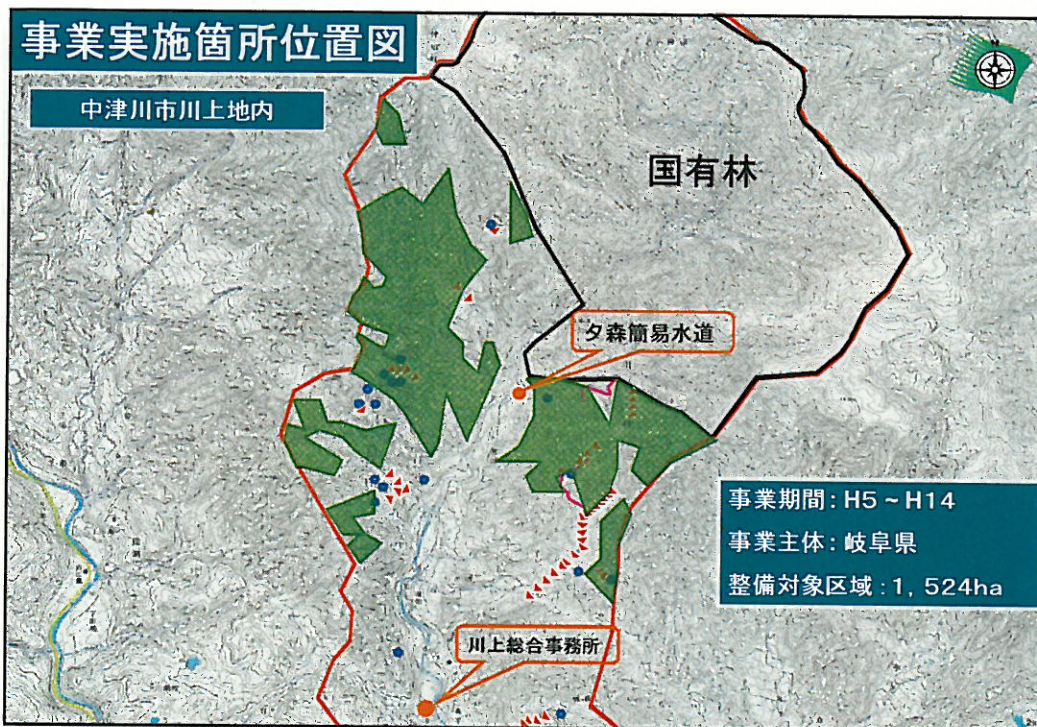 事業実施箇所位置図
中津川市川上地内
国有林
夕森簡易水道
事業期間:H5~H14
事業主体:岐阜県
整備対象区域:1,524ha
川上総合事務所